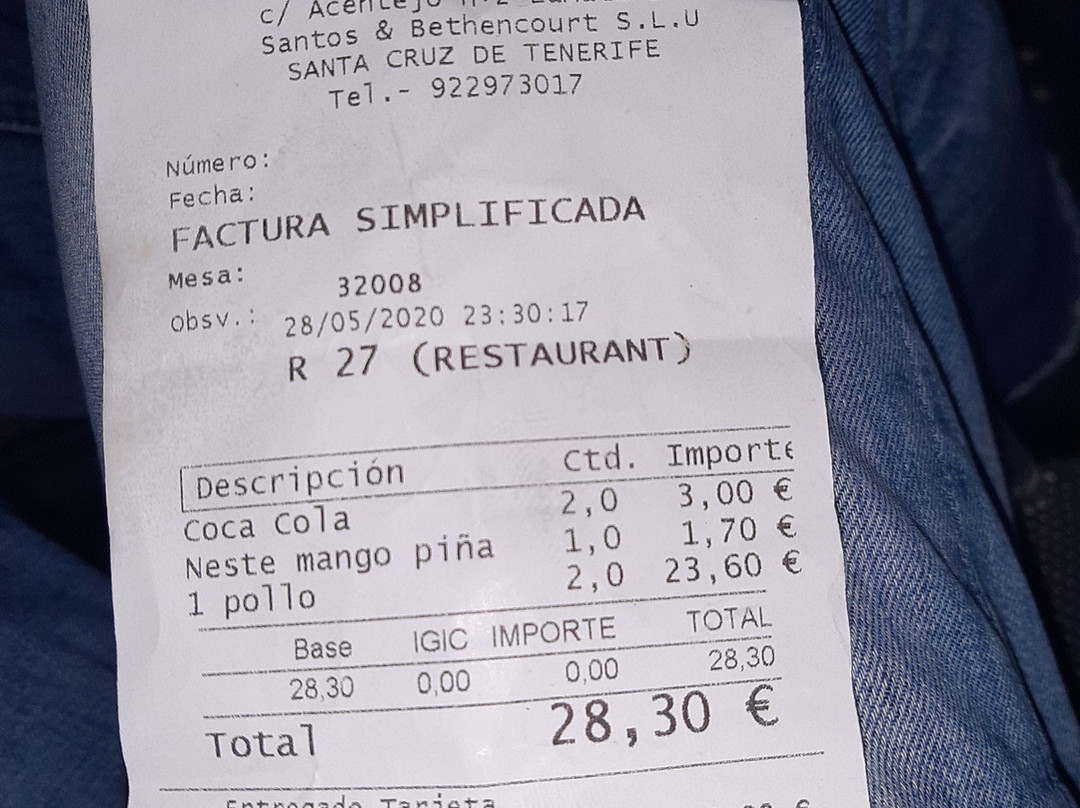 c/ Acentejo
Santos & Bethencourt S.L.U
SANTA CRUZ DE TENERIFE
Tel.- 922973017
Número:
Fecha:
FACTURA SIMPLIFICADA
Mesa: 32008
Obsv.: 28/05/2020 23:30:17
R 27 (RESTAURANT)
Descripción Ctd. Importe
Coca Cola 2,0 3,00 €
Neste mango piña 1,0 1,70 €
1 pollo 2,0 23,60 €
Base IGIC IMPORTE TOTAL
28,30 0,00 0,00 28,30
Total 28,30 €
Entregado Tarjeta